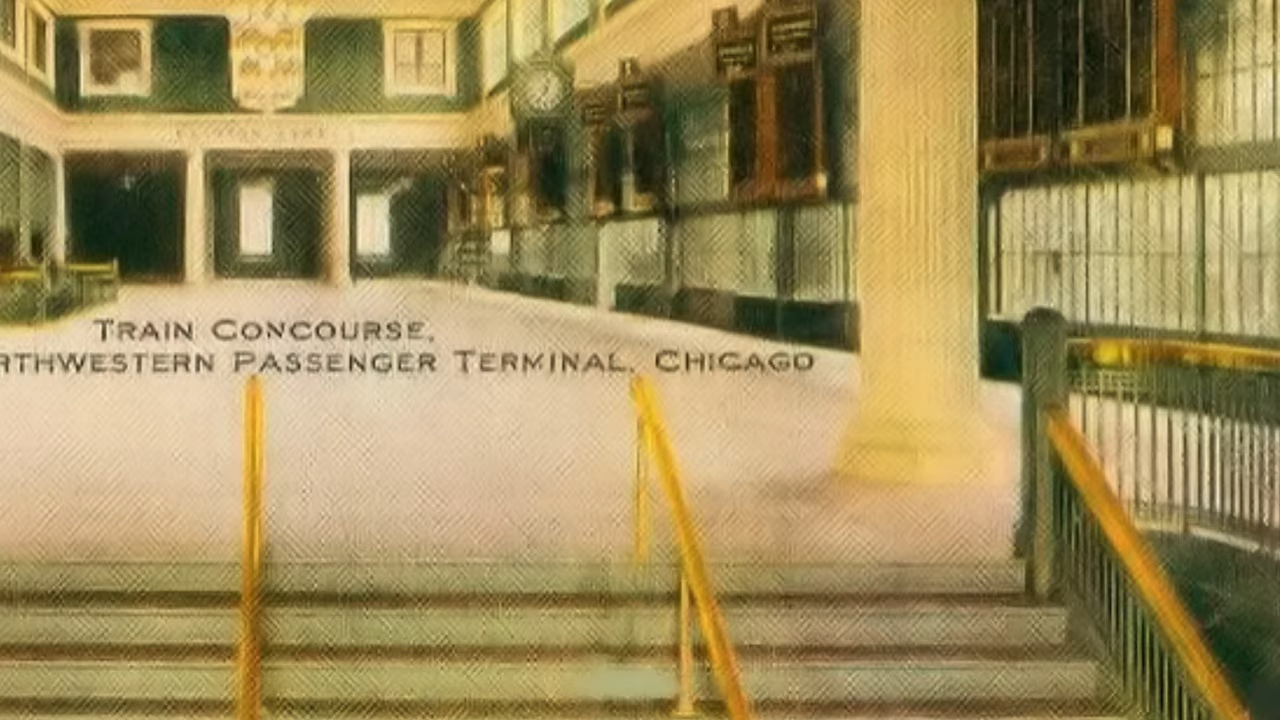 TRAIN CONCOURSE,
RTHWESTERN PASSENGER TERMINAL, CHICAGO